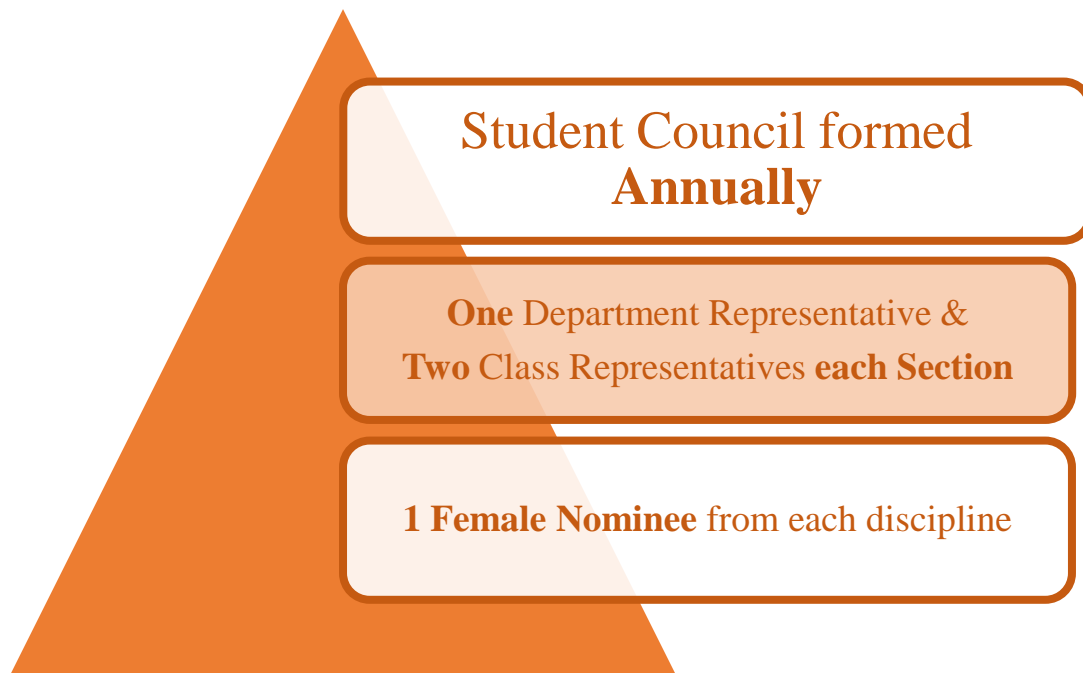 Student Council formed
Annually
One Department Representative &
Two Class Representatives each Section
1 Female Nominee from each discipline